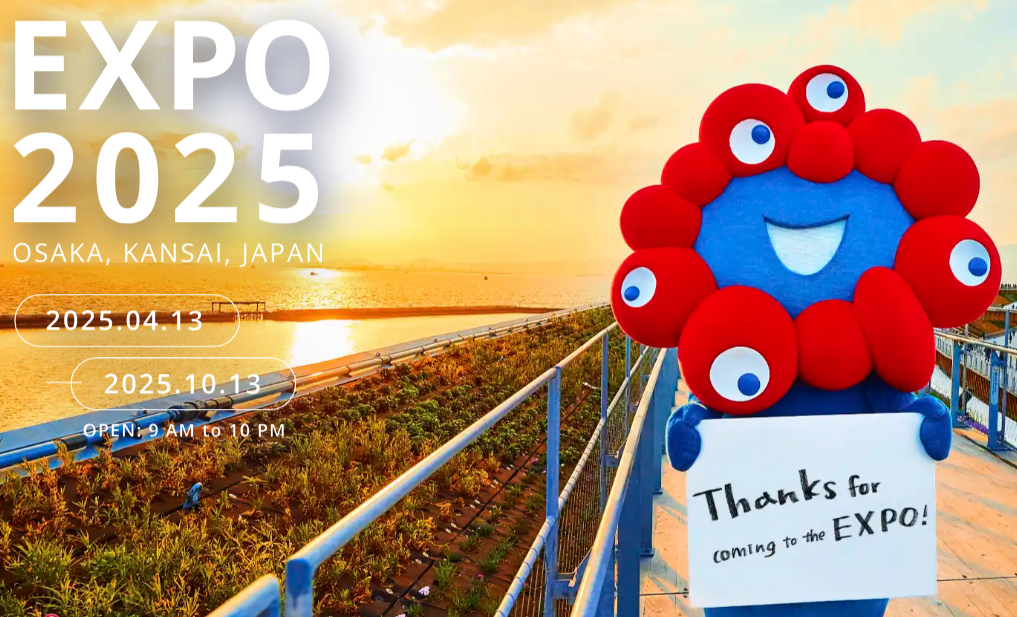 EXPO
2025
OSAKA, KANSAI, JAPAN
2025.04.13
2025.10.13
OPEN: 9 AM to 10 PM
Thanks for
coming to the EXPO!